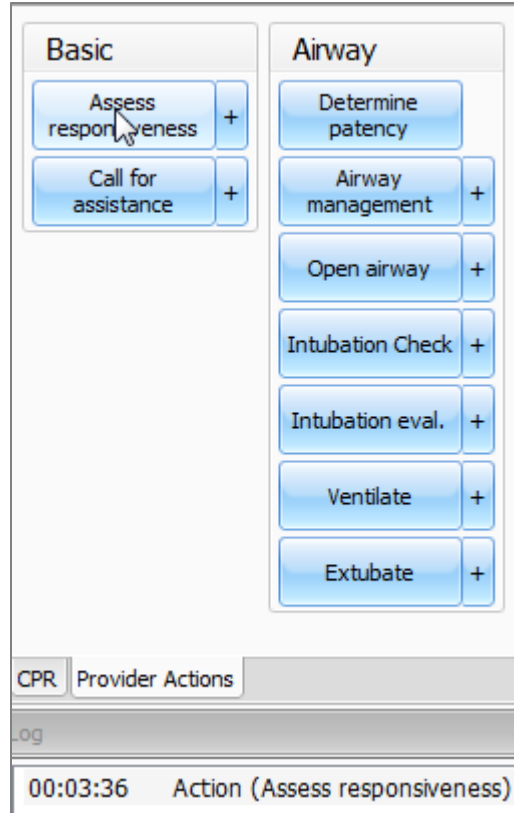 Basic
Assess
responsiveness
+
Call for
assistance
+
Airway
Determine
patency
Airway
management
+
Open airway
+
Intubation Check
+
Intubation eval.
+
Ventilate
+
Extubate
+
CPR
Provider Actions
Log
00:03:36 Action (Assess responsiveness)